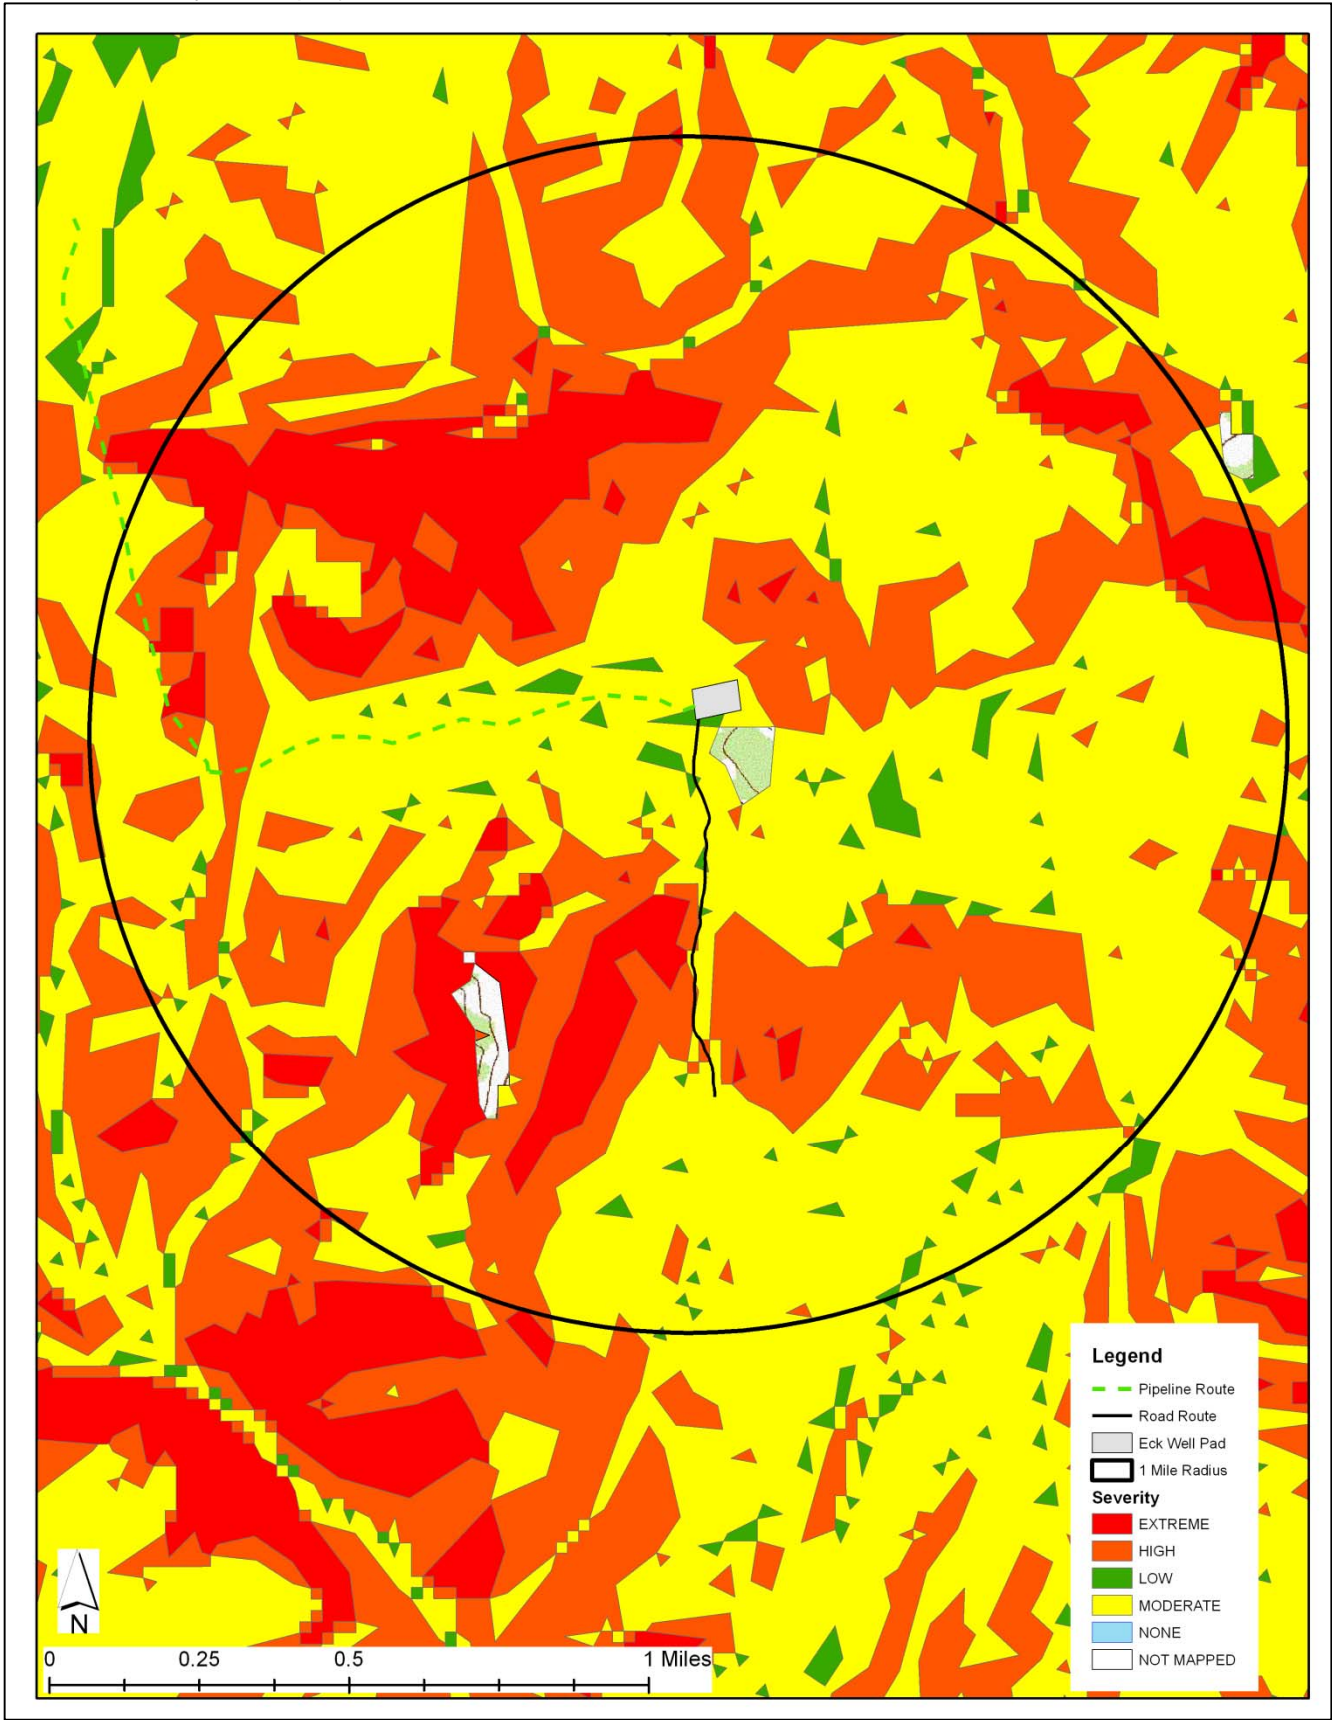 Legend
Pipeline Route
Road Route
Eck Well Pad
1 Mile Radius
Severity
EXTREME
HIGH
LOW
MODERATE
NONE
NOT MAPPED
N
0 0.25 0.5 1 Miles